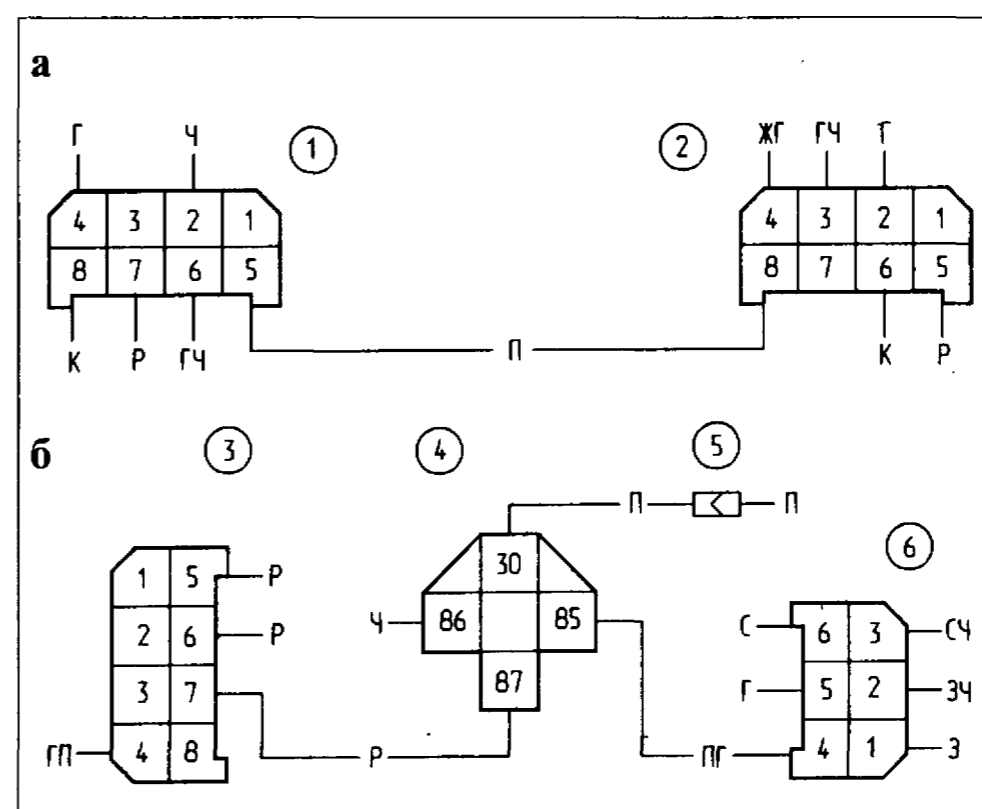 а
Г Ч 1
4 3 2 1
8 7 6 5
К Р ГЧ
П
2 ЖГ ГЧ Г
4 3 2 1
8 7 6 5
К Р
б
3
1 5 Р
2 6 Р
3 7
ГП 4 8
Р
4
30
Ч 86 85
87
5
П П
ПГ
6
С 6 3 СЧ
Г 5 2 ЗЧ
4 1 З